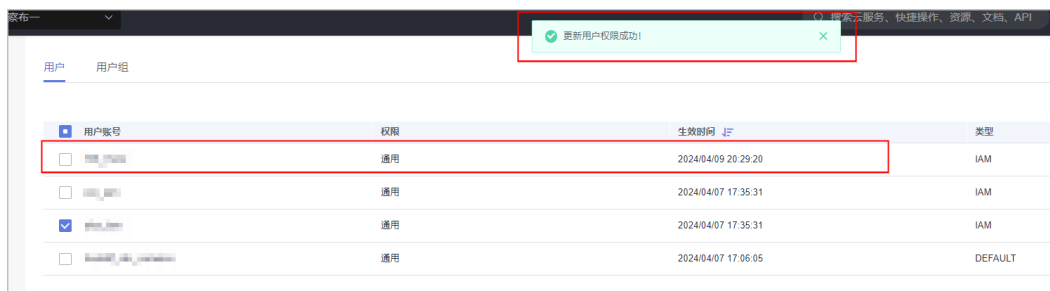 察布一
搜索云服务、快捷操作、资源、文档、API
更新用户权限成功!
用户 用户组
用户账号 权限 生效时间 类型
通用 2024/04/09 20:29:20 IAM
通用 2024/04/07 17:35:31 IAM
通用 2024/04/07 17:35:31 IAM
通用 2024/04/07 17:06:05 DEFAULT